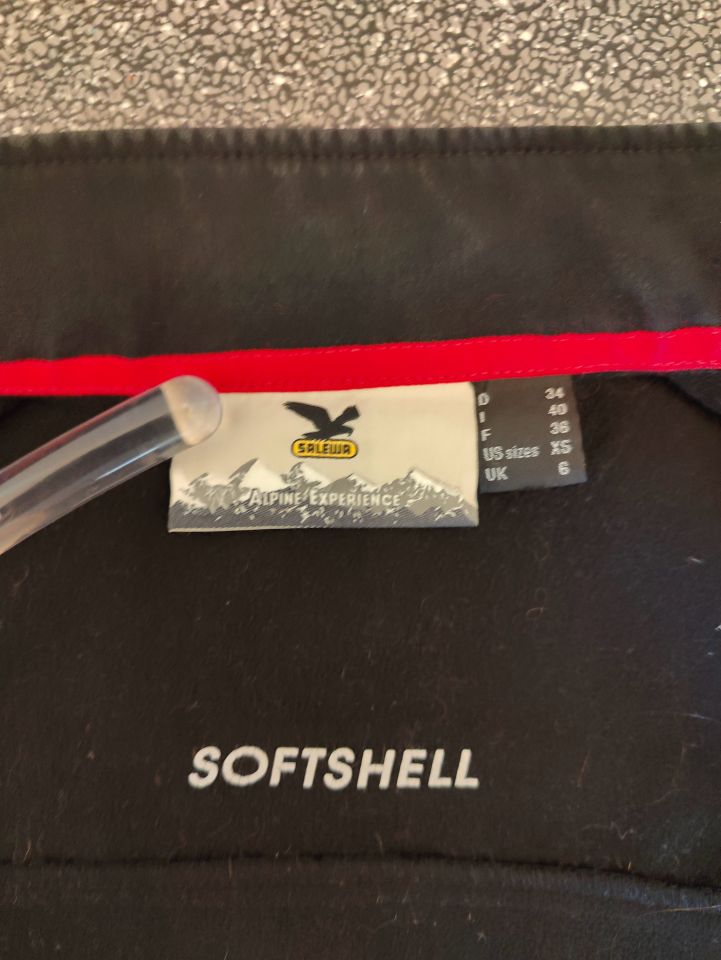 SALEWA
ALPINE EXPERIENCE
D 34
I 40
F 36
US sizes XS
UK 6
SOFTSHELL